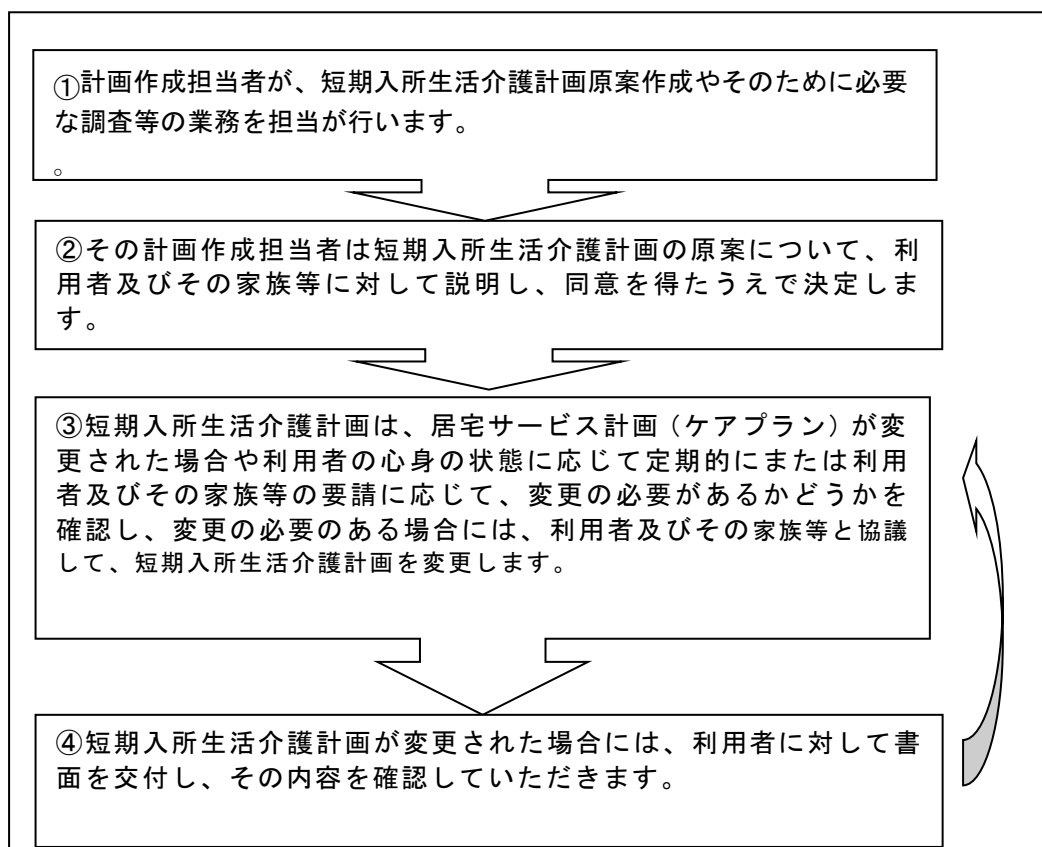 ①計画作成担当者が、短期入所生活介護計画原案作成やそのために必要
な調査等の業務を担当が行います。
。
②その計画作成担当者は短期入所生活介護計画の原案について、利
用者及びその家族等に対して説明し、同意を得たうえで決定しま
す。
③短期入所生活介護計画は、居宅サービス計画（ケアプラン）が変
更された場合や利用者の心身の状態に応じて定期的にまたは利用
者及びその家族等の要請に応じて、変更の必要があるかどうかを
確認し、変更の必要のある場合には、利用者及びその家族等と協議
して、短期入所生活介護計画を変更します。
④短期入所生活介護計画が変更された場合には、利用者に対して書
面を交付し、その内容を確認していただきます。